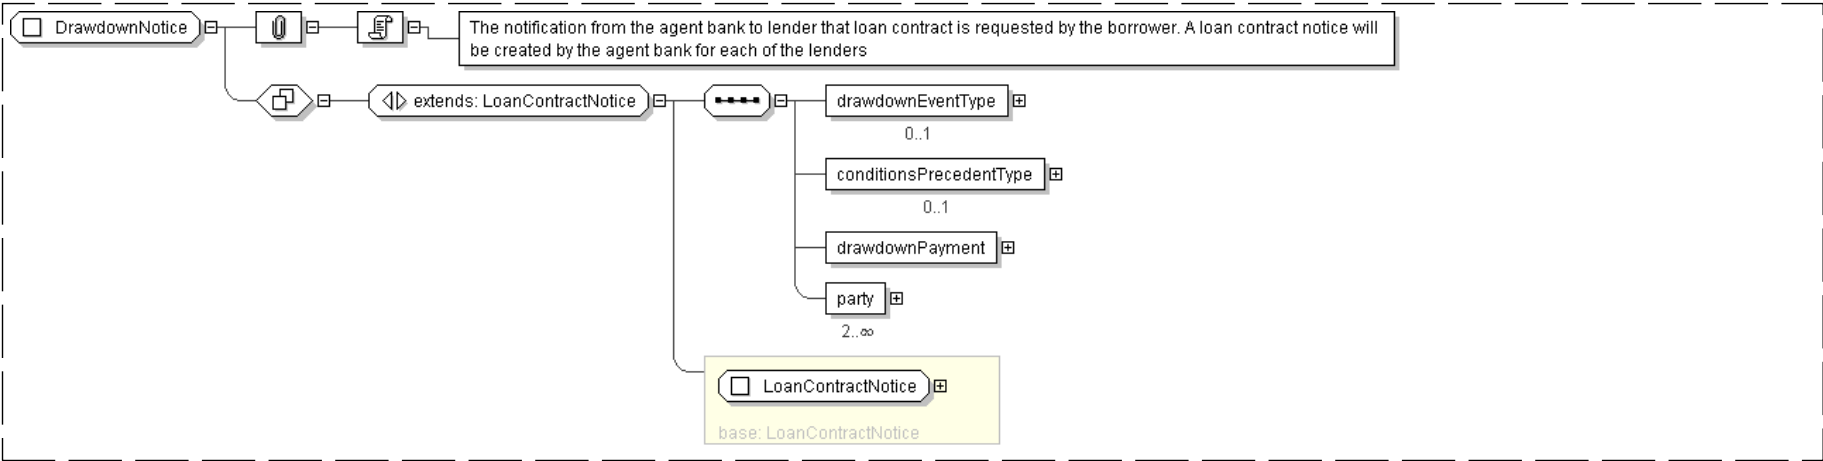 DrawdownNotice
The notification from the agent bank to lender that loan contract is requested by the borrower. A loan contract notice will
be created by the agent bank for each of the lenders
extends: LoanContractNotice
drawdownEventType
0..1
conditionsPrecedentType
0..1
drawdownPayment
party
2..∞
LoanContractNotice
base: LoanContractNotice